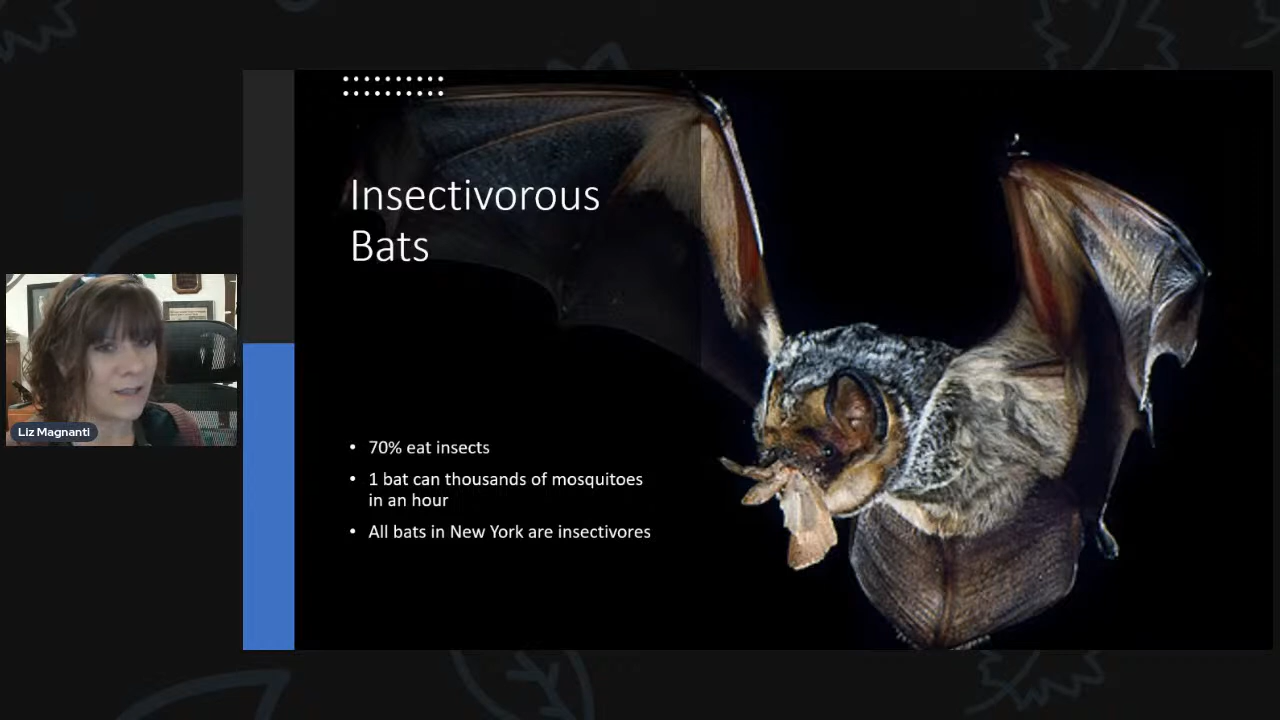 Insectivorous
Bats
• 70% eat insects
• 1 bat can thousands of mosquitoes
in an hour
• All bats in New York are insectivores
Liz Magnanti